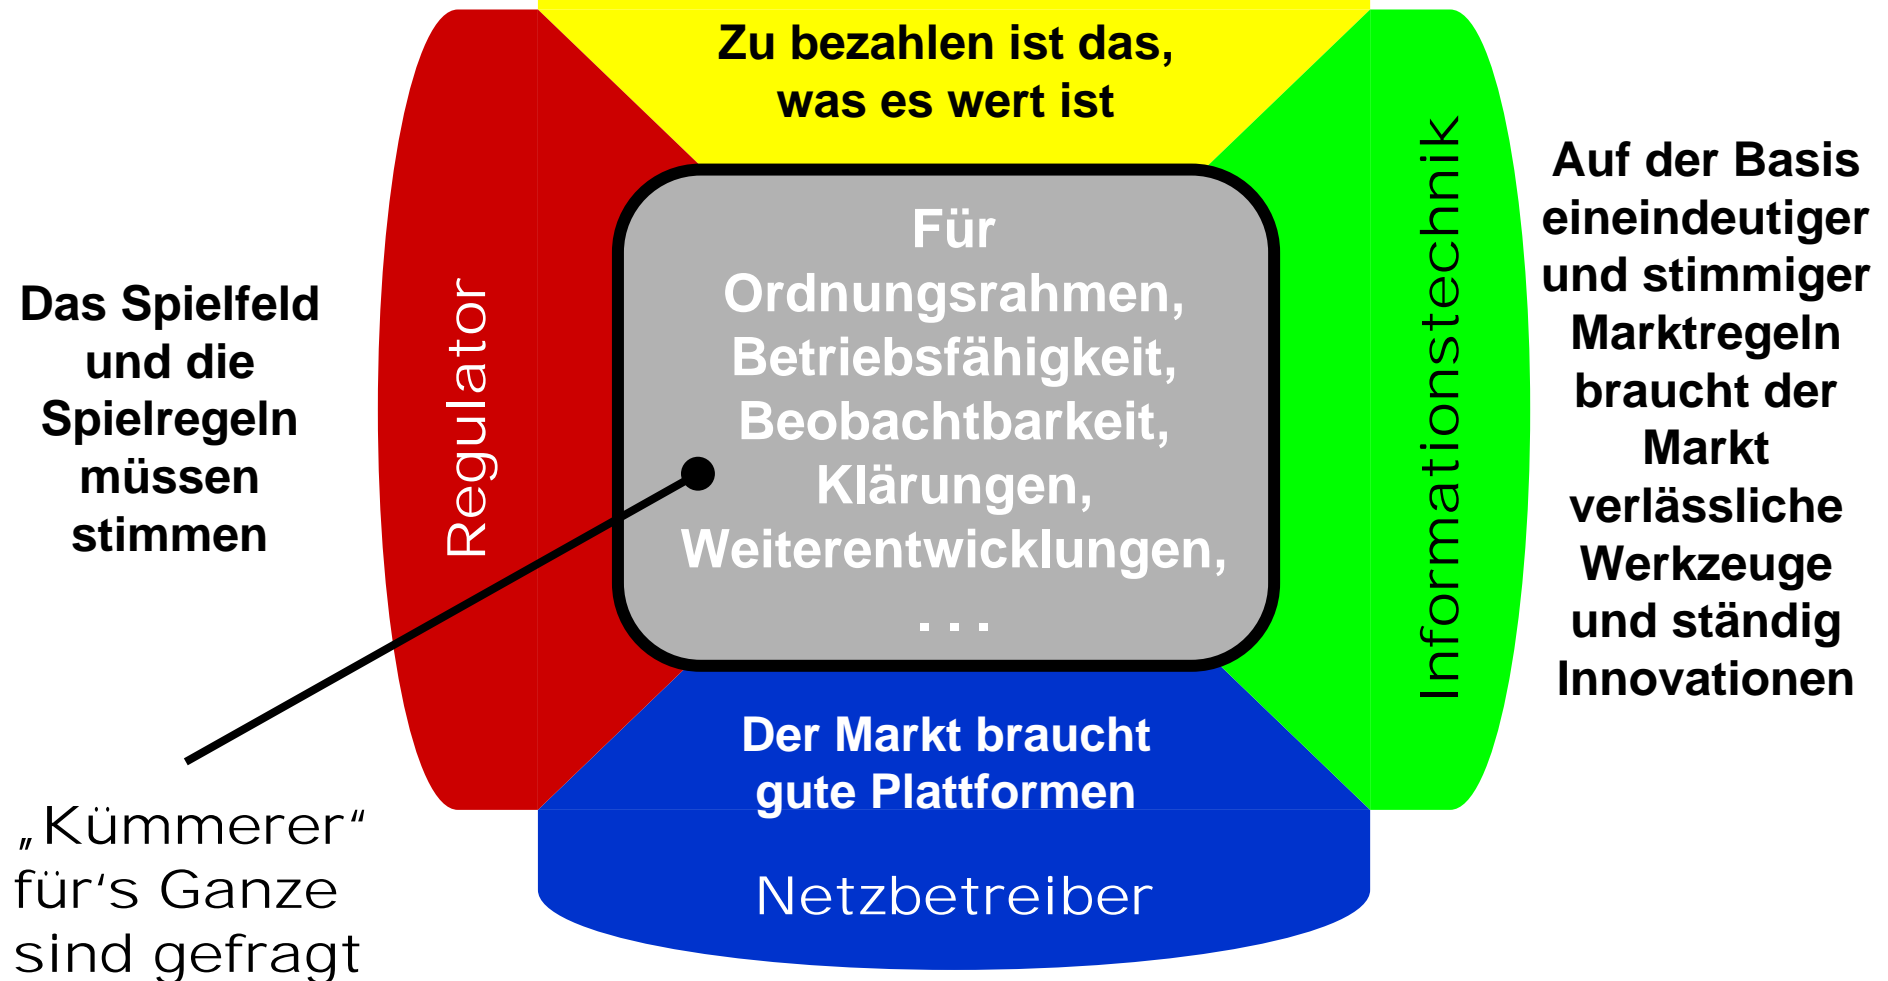 Zu bezahlen ist das,
was es wert ist
Das Spielfeld
und die
Spielregeln
müssen
stimmen
Regulator
Für
Ordnungsrahmen,
Betriebsfähigkeit,
Beobachtbarkeit,
Klärungen,
Weiterentwicklungen,
...
Informationstechnik
Auf der Basis
eineindeutiger
und stimmiger
Marktregeln
braucht der
Markt
verlässliche
Werkzeuge
und ständig
Innovationen
Der Markt braucht
gute Plattformen
Netzbetreiber
„Kümmerer“
für‘s Ganze
sind gefragt